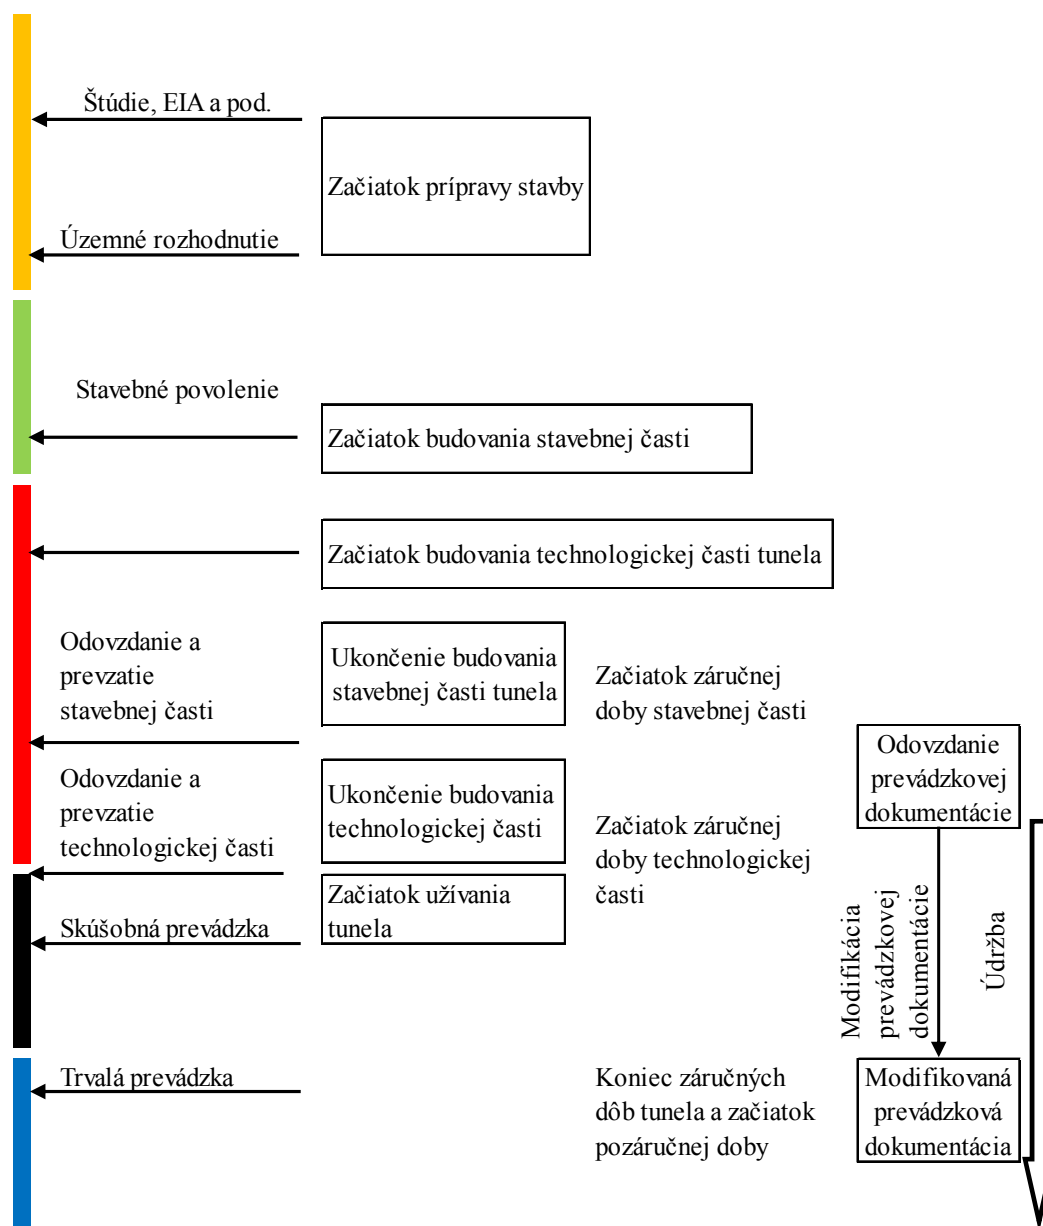 Štúdie, EIA a pod.
Začiatok prípravy stavby
Územné rozhodnutie
Stavebné povolenie
Začiatok budovania stavebnej časti
Začiatok budovania technologickej časti tunela
Odovzdanie a
prevzatie
stavebnej časti
Ukončenie budovania
stavebnej časti tunela
Začiatok záručnej
doby stavebnej časti
Odovzdanie
prevádzkovej
dokumentácie
Odovzdanie a
prevzatie
technologickej časti
Ukončenie budovania
technologickej časti
Začiatok záručnej
doby technologickej
časti
Začiatok užívania
tunela
Skúšobná prevádzka
Modifikácia
prevádzkovej
dokumentácie
Údržba
Trvalá prevádzka
Koniec záručných
dôb tunela a začiatok
pozáručnej doby
Modifikovaná
prevádzková
dokumentácia